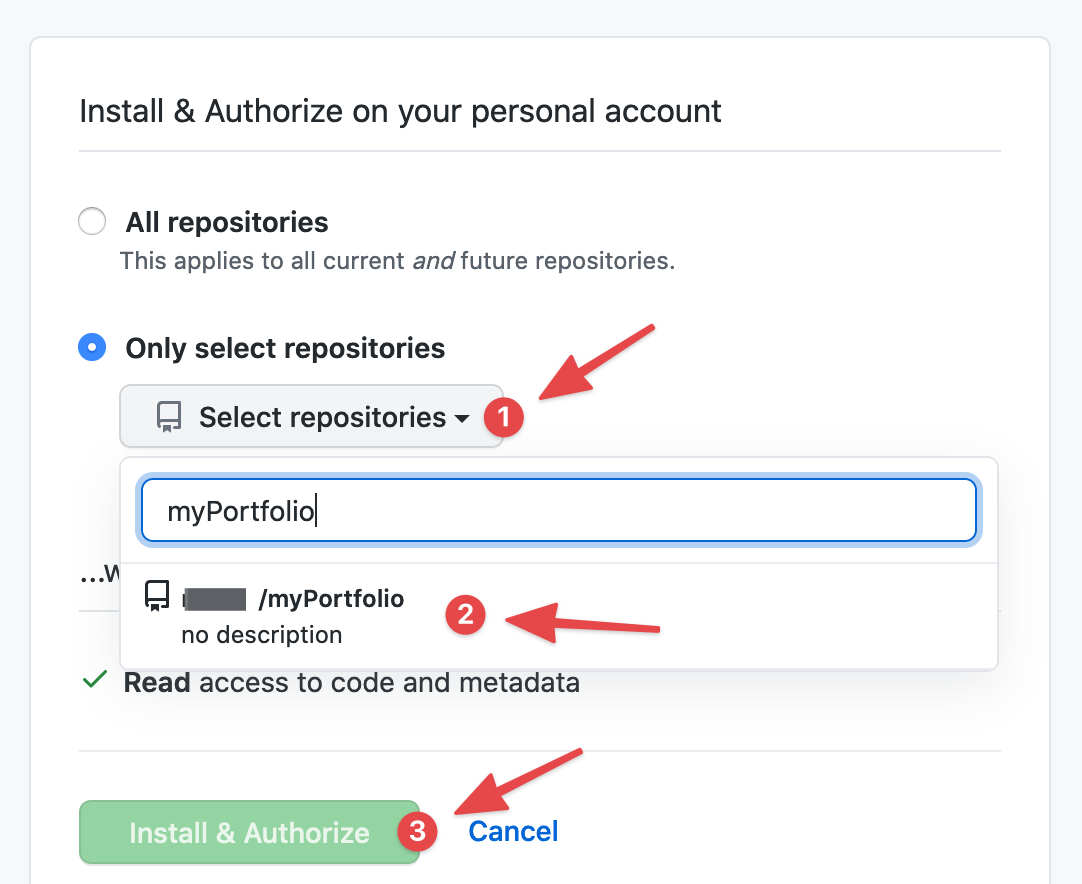 Install & Authorize on your personal account
All repositories
This applies to all current and future repositories.
Only select repositories
Select repositories
1
myPortfolio
/myPortfolio
2
no description
Read access to code and metadata
Install & Authorize
3
Cancel